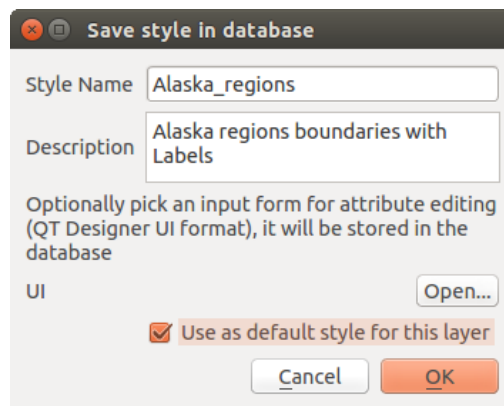 Save style in database
Style Name Alaska_regions
Description Alaska regions boundaries with
Labels
Optionally pick an input form for attribute editing
(QT Designer UI format), it will be stored in the
database
UI Open...
Use as default style for this layer
Cancel OK